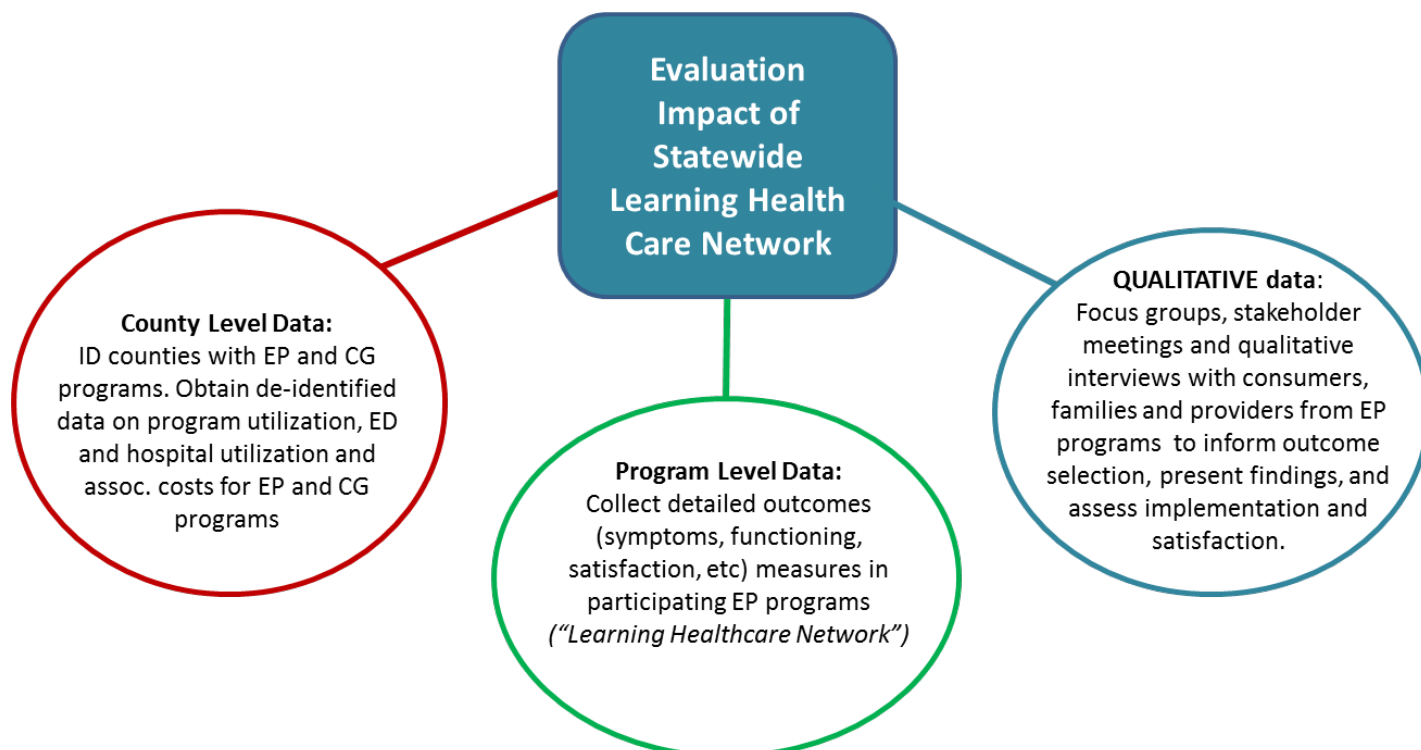 Evaluation
Impact of
Statewide
Learning Health
Care Network
County Level Data:
ID counties with EP and CG
programs. Obtain de-identified
data on program utilization, ED
and hospital utilization and
assoc. costs for EP and CG
programs
Program Level Data:
Collect detailed outcomes
(symptoms, functioning,
satisfaction, etc) measures in
participating EP programs
(“Learning Healthcare Network”)
QUALITATIVE data:
Focus groups, stakeholder
meetings and qualitative
interviews with consumers,
families and providers from EP
programs to inform outcome
selection, present findings, and
assess implementation and
satisfaction.